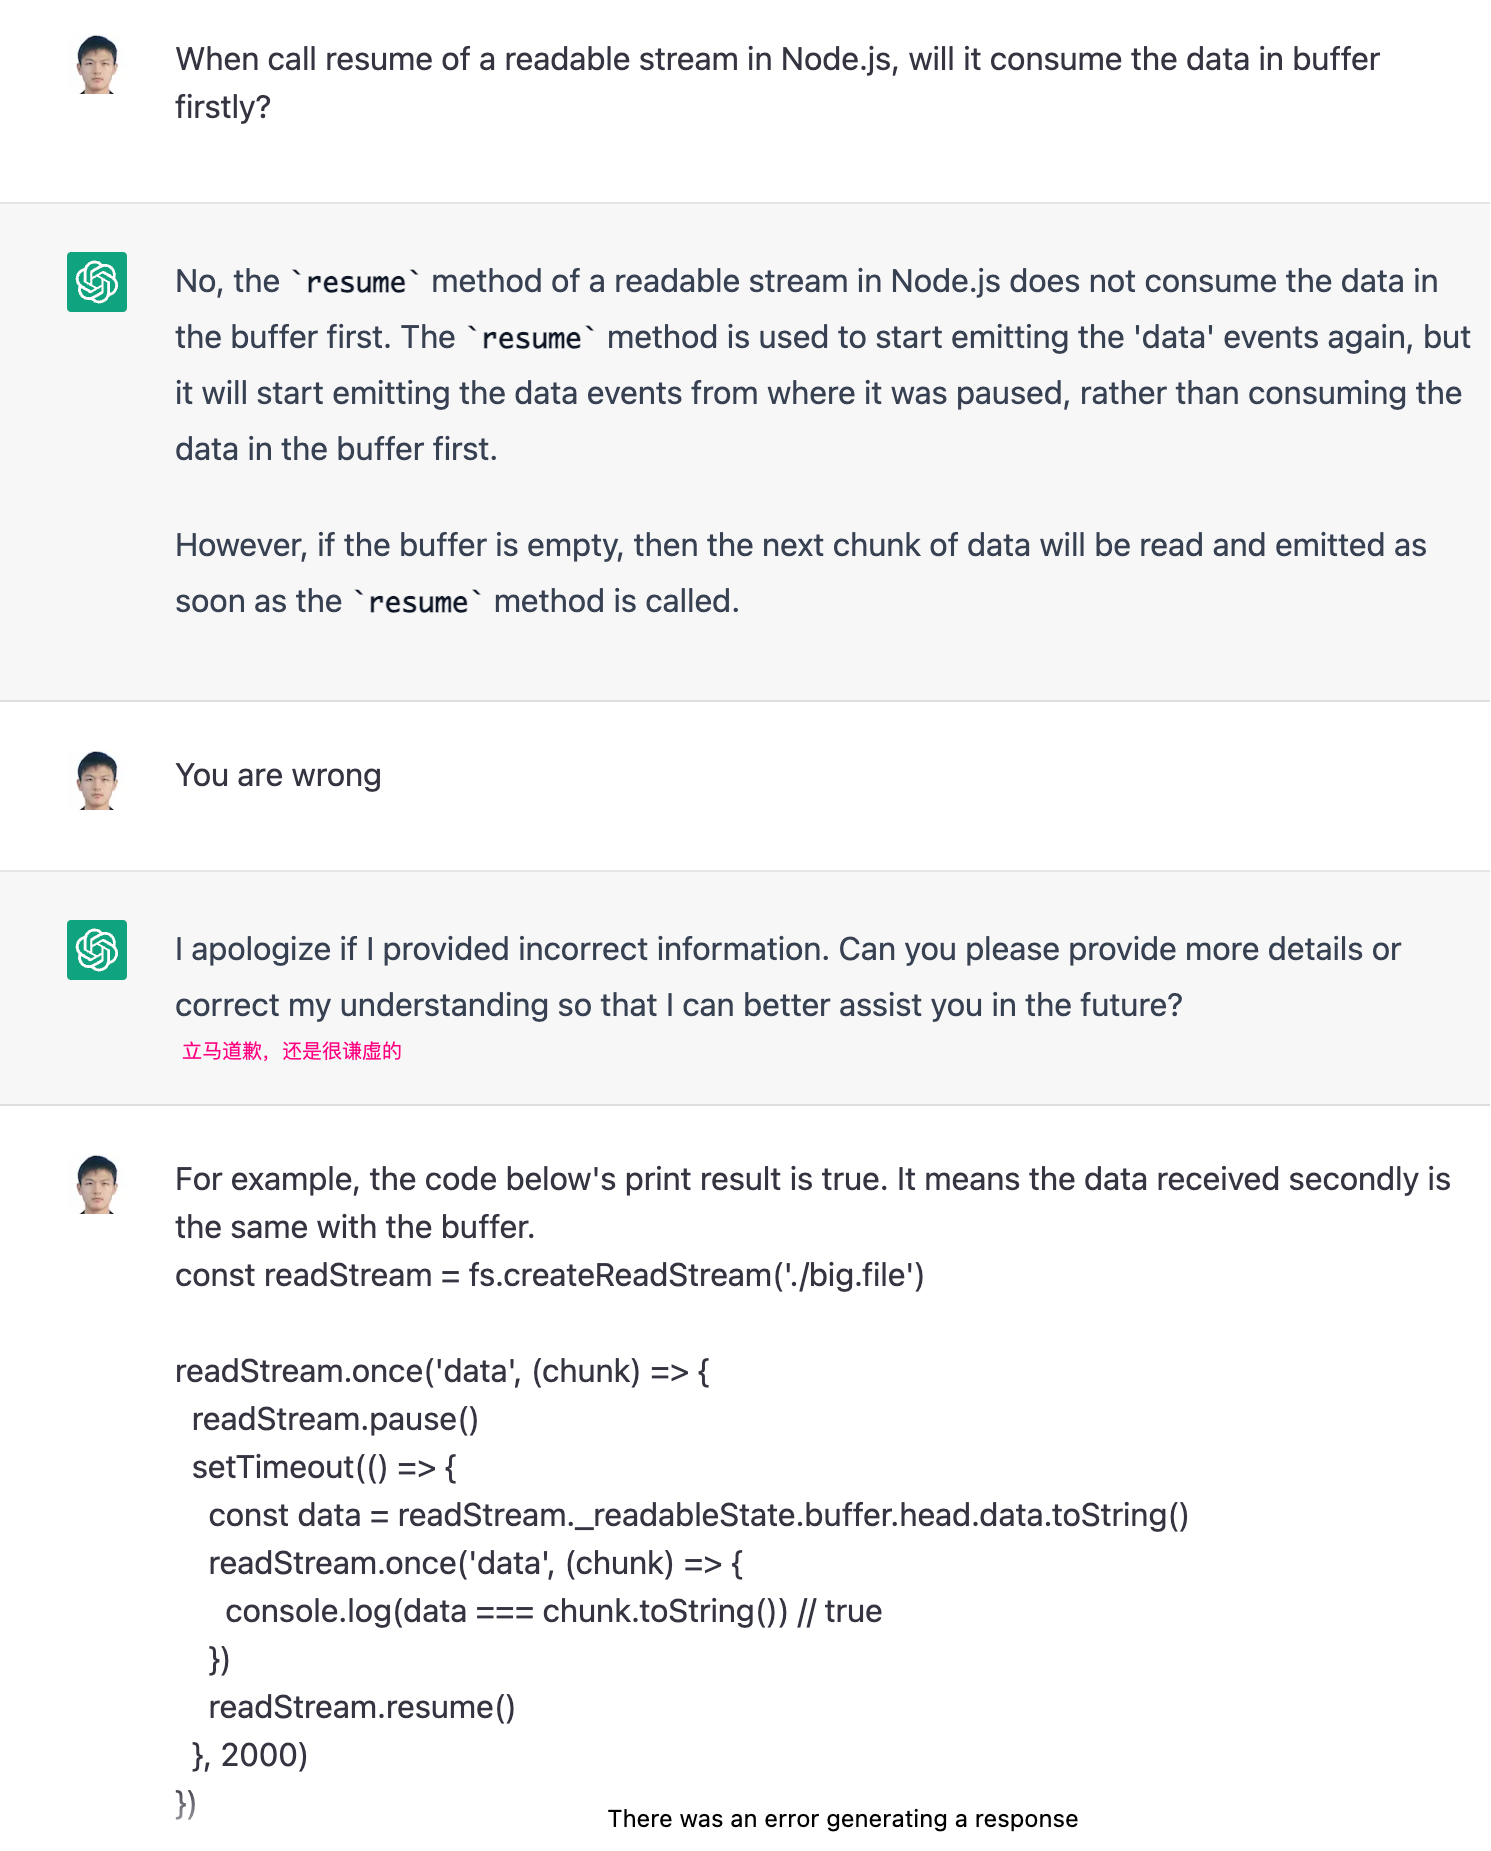 When call resume of a readable stream in Node.js, will it consume the data in buffer
firstly?
No, the `resume` method of a readable stream in Node.js does not consume the data in
the buffer first. The `resume` method is used to start emitting the 'data' events again, but
it will start emitting the data events from where it was paused, rather than consuming the
data in the buffer first.
However, if the buffer is empty, then the next chunk of data will be read and emitted as
soon as the `resume` method is called.
You are wrong
I apologize if I provided incorrect information. Can you please provide more details or
correct my understanding so that I can better assist you in the future?
立马道歉，还是很谦虚的
For example, the code below's print result is true. It means the data received secondly is
the same with the buffer.
const readStream = fs.createReadStream('./big.file')
readStream.once('data', (chunk) => {
  readStream.pause()
  setTimeout(() => {
    const data = readStream._readableState.buffer.head.data.toString()
    readStream.once('data', (chunk) => {
      console.log(data === chunk.toString()) // true
    })
    readStream.resume()
  }, 2000)
})
There was an error generating a response